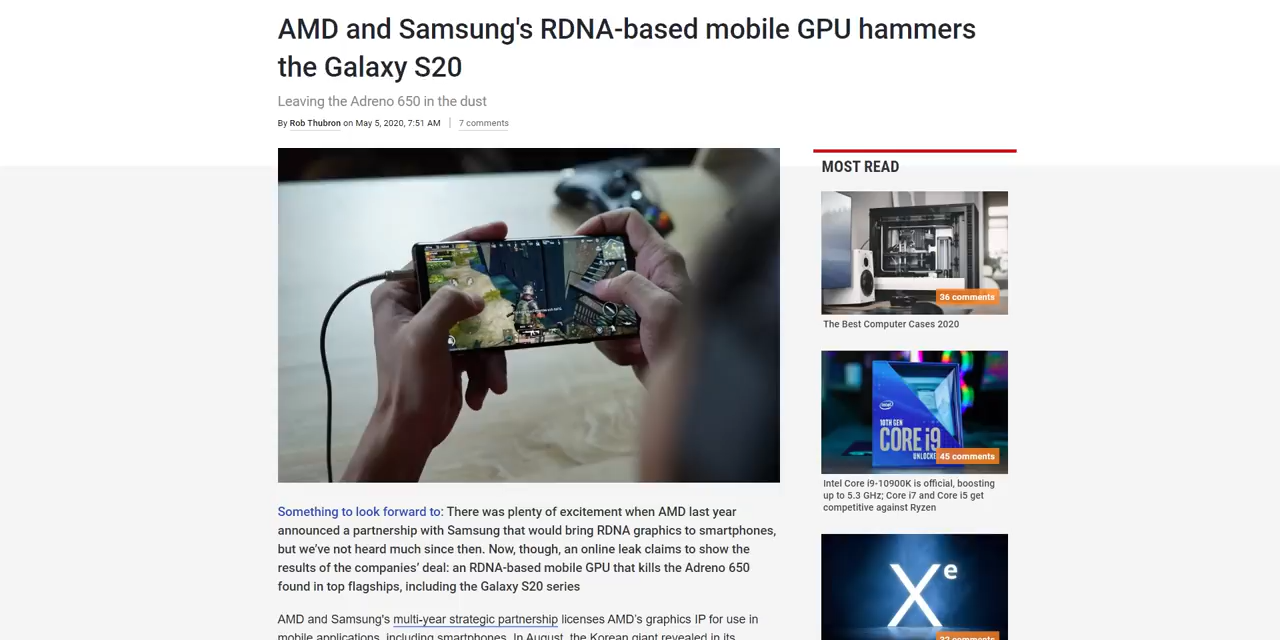 AMD and Samsung's RDNA-based mobile GPU hammers
the Galaxy S20
Leaving the Adreno 650 in the dust
By Rob Thubron on May 5, 2020, 7:51 AM
7 comments
MOST READ
36 comments
The Best Computer Cases 2020
intel
10TH GEN
CORE i9
UNLOCKE
45 comments
Intel Core i9-10900K is official, boosting
up to 5.3 GHz; Core i7 and Core i5 get
competitive against Ryzen
Xe
32 comments
Something to look forward to: There was plenty of excitement when AMD last year
announced a partnership with Samsung that would bring RDNA graphics to smartphones,
but we've not heard much since then. Now, though, an online leak claims to show the
results of the companies' deal: an RDNA-based mobile GPU that kills the Adreno 650
found in top flagships, including the Galaxy S20 series
AMD and Samsung's multi-year strategic partnership licenses AMD's graphics IP for use in
mobile applications, including smartphones. In August, the Korean giant revealed in its